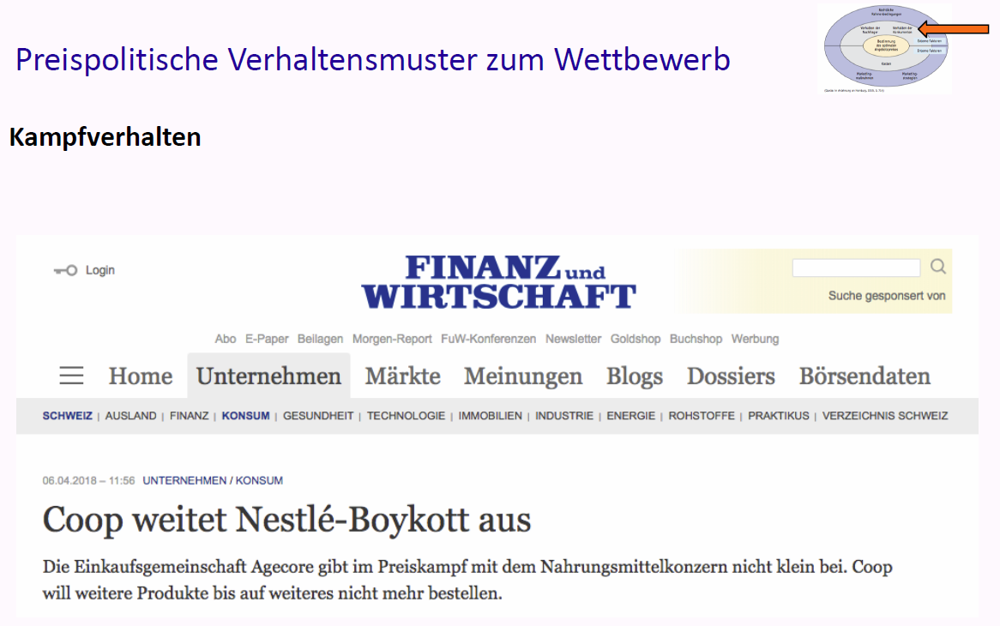 Preispolitische Verhaltensmuster zum Wettbewerb
Rechtliche
Rahmenbedingungen
Verhalten der
Nachfrager
Verhalten der
Konkurrenten
Bestimmung
des optimalen
Angebotspreises
Externe Faktoren
Interne Faktoren
Kosten
Marketing-
Marketing-
strategien
Kampfverhalten
Login
FINANZ und
WIRTSCHAFT
Suche gesponsert von
Abo E-Paper Beilagen Morgen-Report FuW-Konferenzen Newsletter Goldshop Buchshop Werbung
Home Unternehmen Märkte Meinungen Blogs Dossiers Börsendaten
SCHWEIZ | AUSLAND | FINANZ | KONSUM | GESUNDHEIT | TECHNOLOGIE | IMMOBILIEN | INDUSTRIE | ENERGIE | ROHSTOFFE | PRAKTIKUS | VERZEICHNIS SCHWEIZ
06.04.2018 – 11:56 UNTERNEHMEN / KONSUM
Coop weitet Nestlé-Boykott aus
Die Einkaufsgemeinschaft Agecore gibt im Preiskampf mit dem Nahrungsmittelkonzern nicht klein bei. Coop
will weitere Produkte bis auf weiteres nicht mehr bestellen.